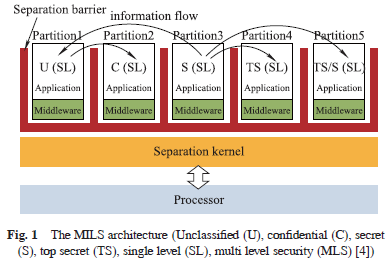 Separation barrier
information flow
Partition1 Partition2 Partition3 Partition4 Partition5
U (SL) C (SL) S (SL) TS (SL) TS/S (SL)
Application Application Application Application Application
Middleware Middleware Middleware Middleware Middleware
Separation kernel
Processor
Fig. 1 The MILS architecture (Unclassified (U), confidential (C), secret
(S), top secret (TS), single level (SL), multi level security (MLS) [4])